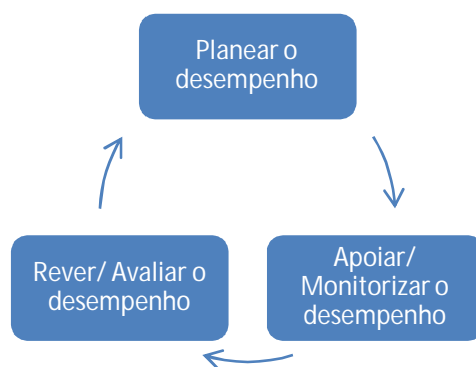 Planear o
desempenho
Rever/ Avaliar o
desempenho
Apoiar/
Monitorizar o
desempenho